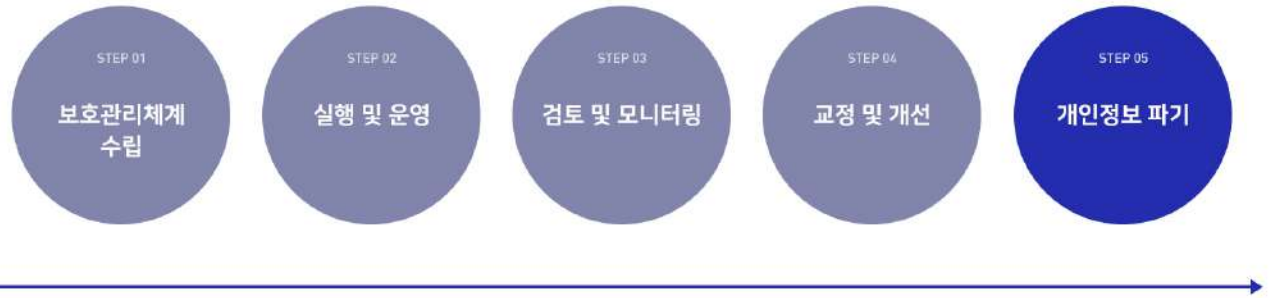 STEP 01
보호관리체계
수립
STEP 02
실행 및 운영
STEP 03
검토 및 모니터링
STEP 04
교정 및 개선
STEP 05
개인정보 파기